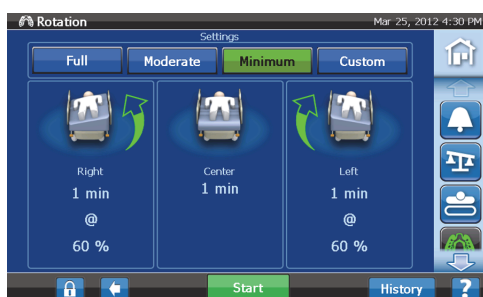 Rotation
Mar 25, 2012 4:30 PM
Settings
Full
Moderate
Minimum
Custom
Right
1 min
@
60 %
Center
1 min
Left
1 min
@
60 %
Start
History
?